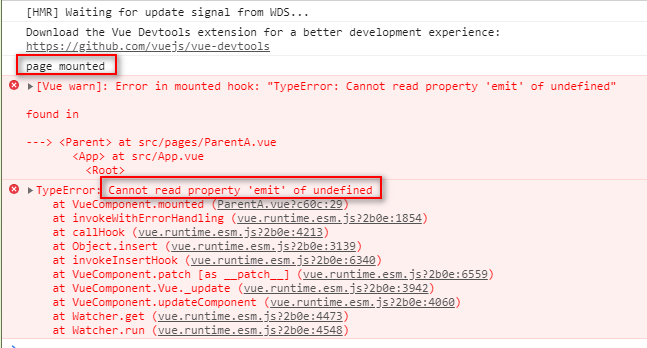 [HMR] Waiting for update signal from WDS...
Download the Vue Devtools extension for a better development experience:
https://github.com/vuejs/vue-devtools
page mounted
[Vue warn]: Error in mounted hook: "TypeError: Cannot read property 'emit' of undefined"
found in
---> <Parent> at src/pages/ParentA.vue
<App> at src/App.vue
<Root>
TypeError: Cannot read property 'emit' of undefined
at VueComponent.mounted (ParentA.vue?c60c:29)
at invokeWithErrorHandling (vue.runtime.esm.js?2b0e:1854)
at callHook (vue.runtime.esm.js?2b0e:4213)
at Object.insert (vue.runtime.esm.js?2b0e:3139)
at invokeInsertHook (vue.runtime.esm.js?2b0e:6340)
at VueComponent.patch [as __patch__] (vue.runtime.esm.js?2b0e:6559)
at VueComponent.Vue._update (vue.runtime.esm.js?2b0e:3942)
at VueComponent.updateComponent (vue.runtime.esm.js?2b0e:4060)
at Watcher.get (vue.runtime.esm.js?2b0e:4473)
at Watcher.run (vue.runtime.esm.js?2b0e:4548)